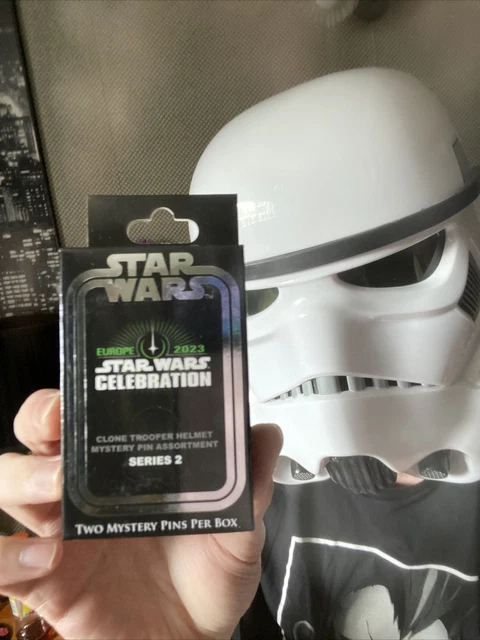 STAR
WARS
EUROPE 2023
STAR WARS
CELEBRATION
CLONE TROOPER HELMET
MYSTERY PIN ASSORTMENT
SERIES 2
TWO MYSTERY PINS PER BOX